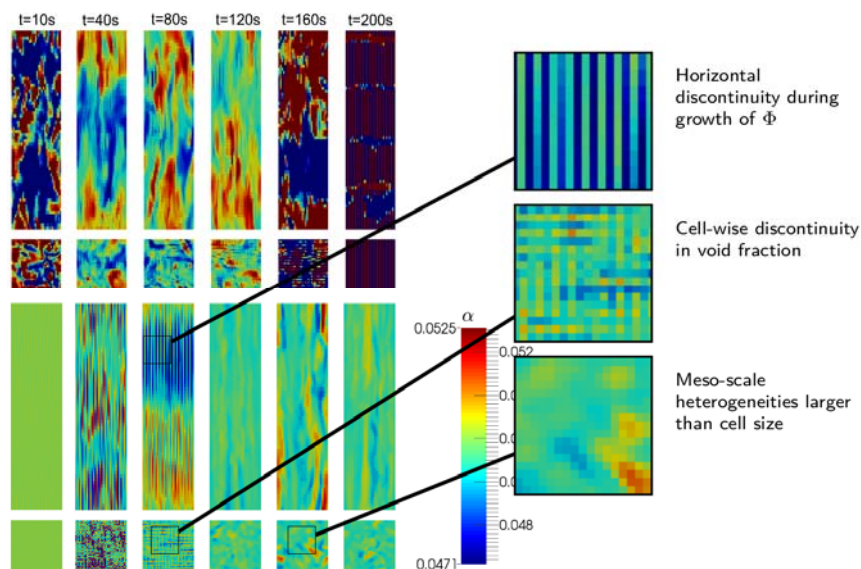 t=10s t=40s t=80s t=120s t=160s t=200s
Horizontal
discontinuity during
growth of Φ
Cell-wise discontinuity
in void fraction
α
0.0525
0.052
0.048
0.0471
Meso-scale
heterogeneities larger
than cell size